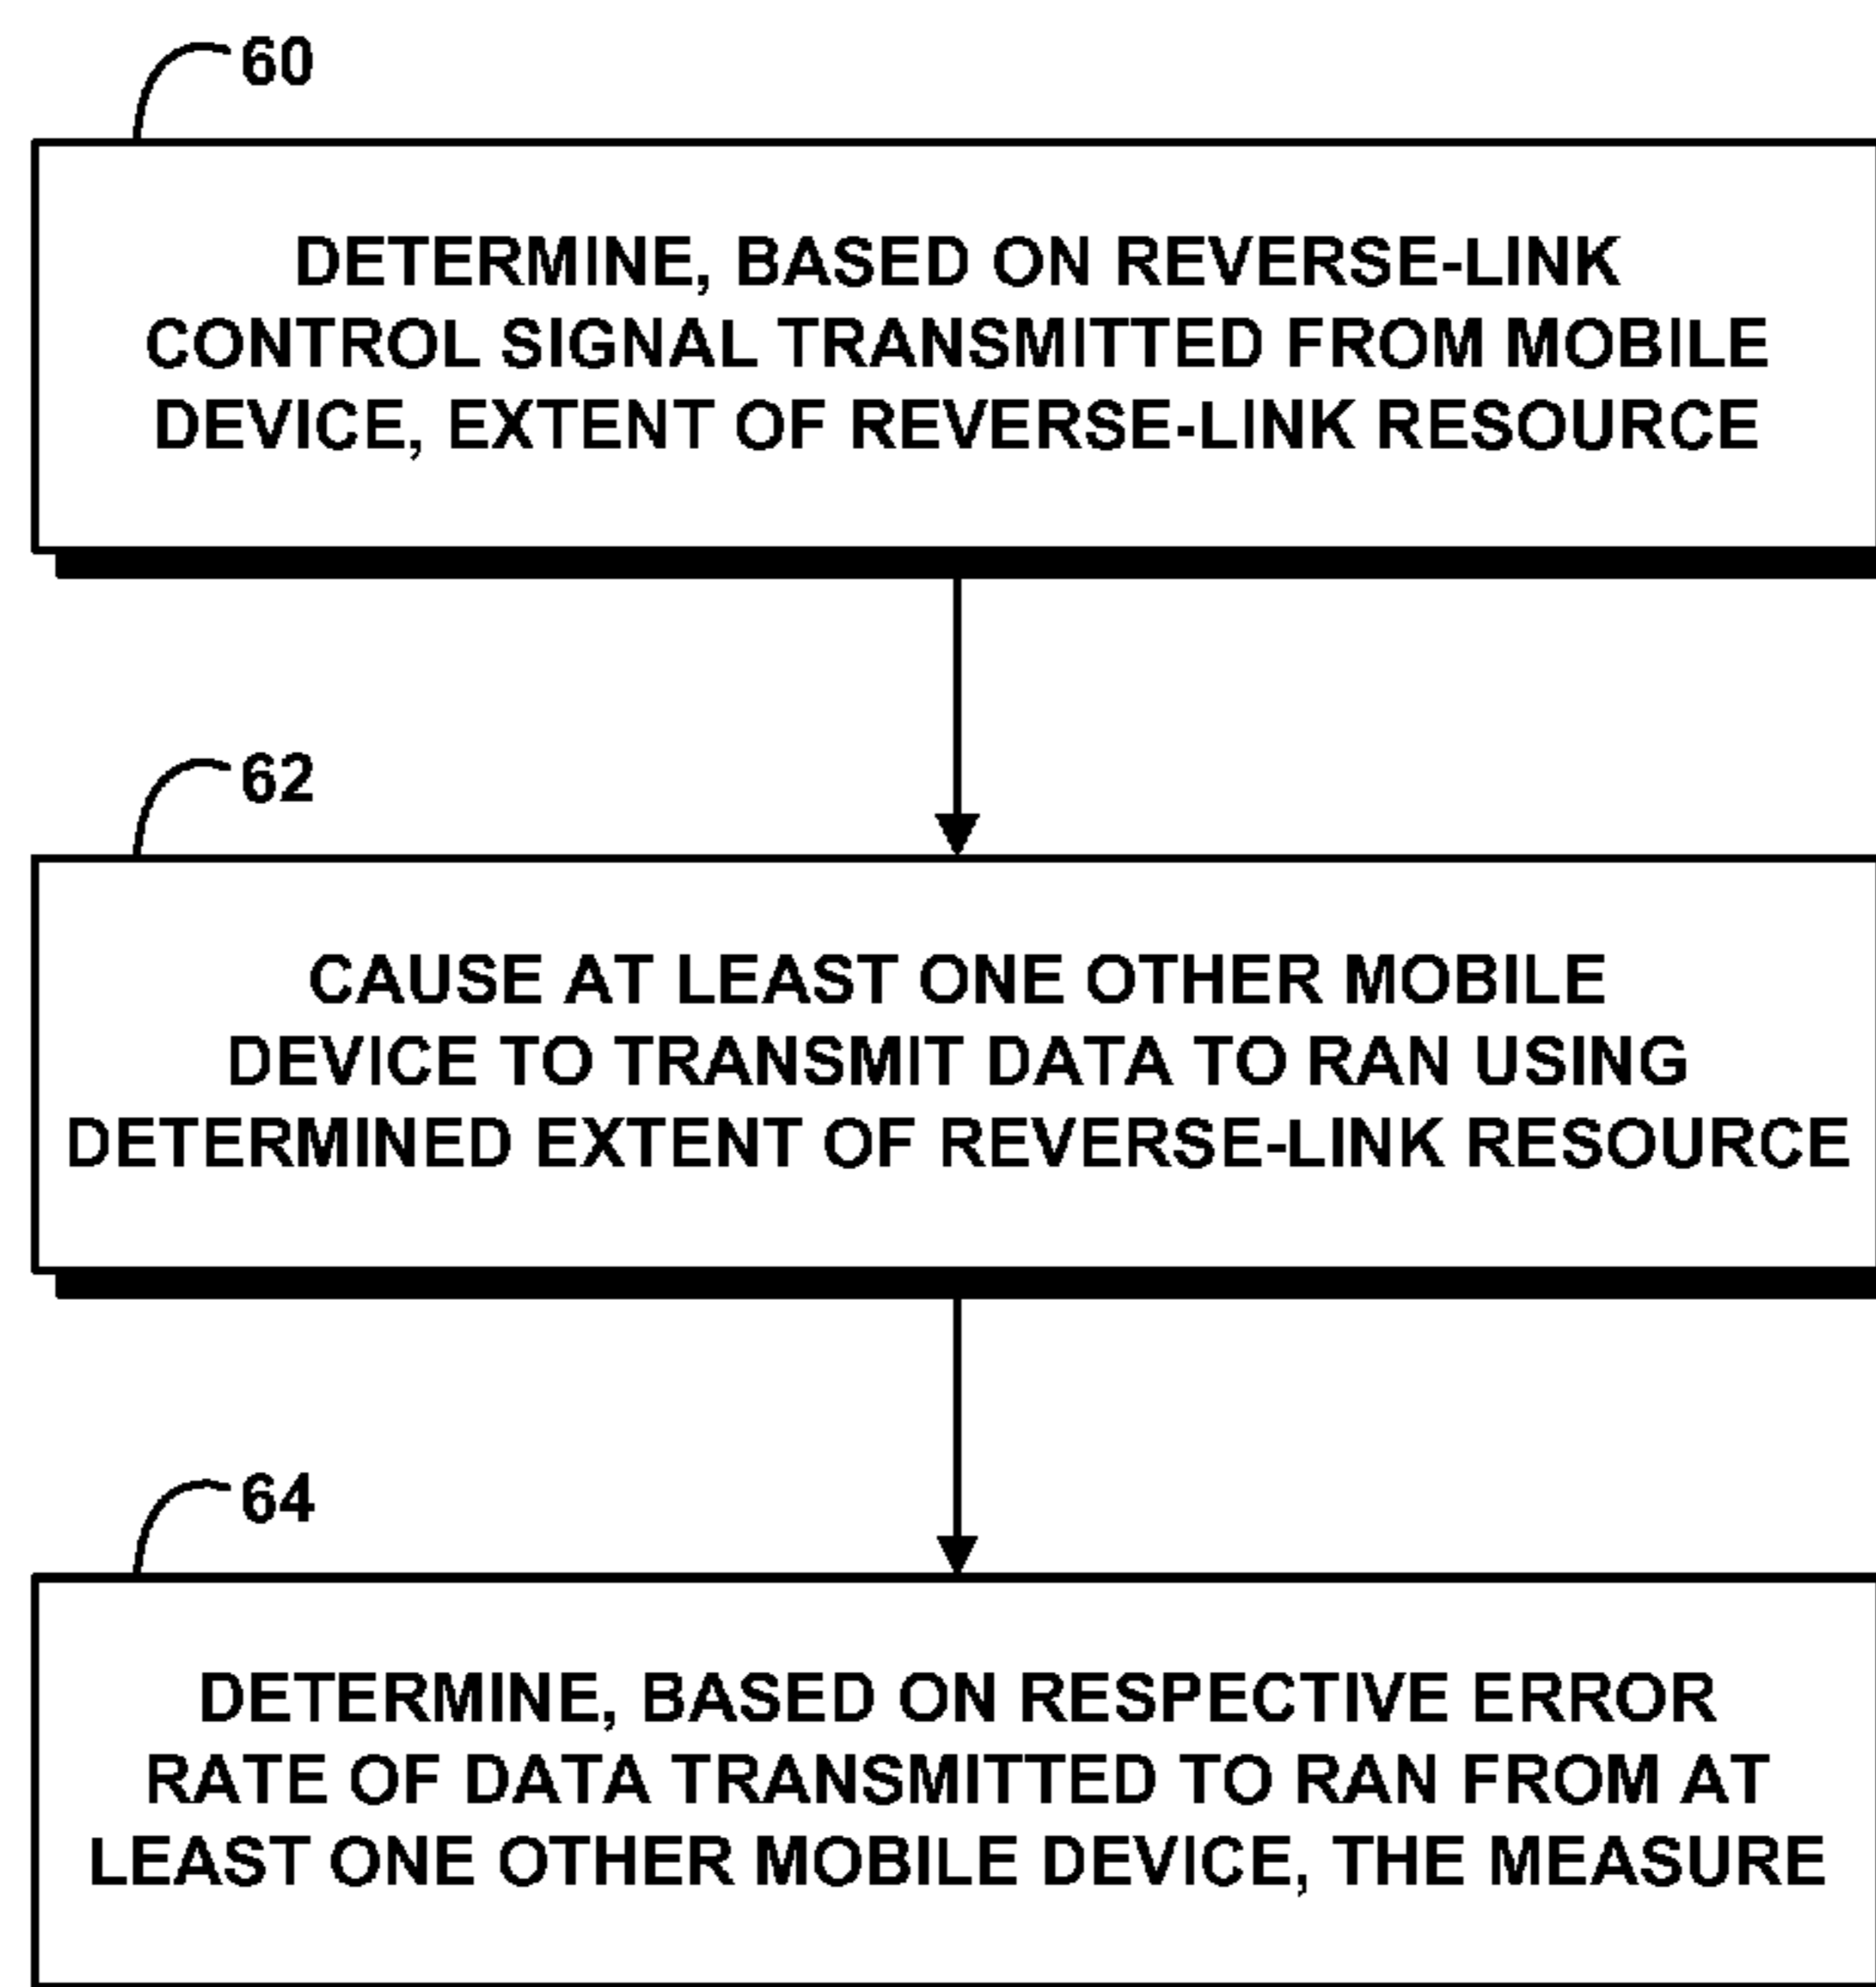 60
DETERMINE, BASED ON REVERSE-LINK
CONTROL SIGNAL TRANSMITTED FROM MOBILE
DEVICE, EXTENT OF REVERSE-LINK RESOURCE
62
CAUSE AT LEAST ONE OTHER MOBILE
DEVICE TO TRANSMIT DATA TO RAN USING
DETERMINED EXTENT OF REVERSE-LINK RESOURCE
64
DETERMINE, BASED ON RESPECTIVE ERROR
RATE OF DATA TRANSMITTED TO RAN FROM AT
LEAST ONE OTHER MOBILE DEVICE, THE MEASURE